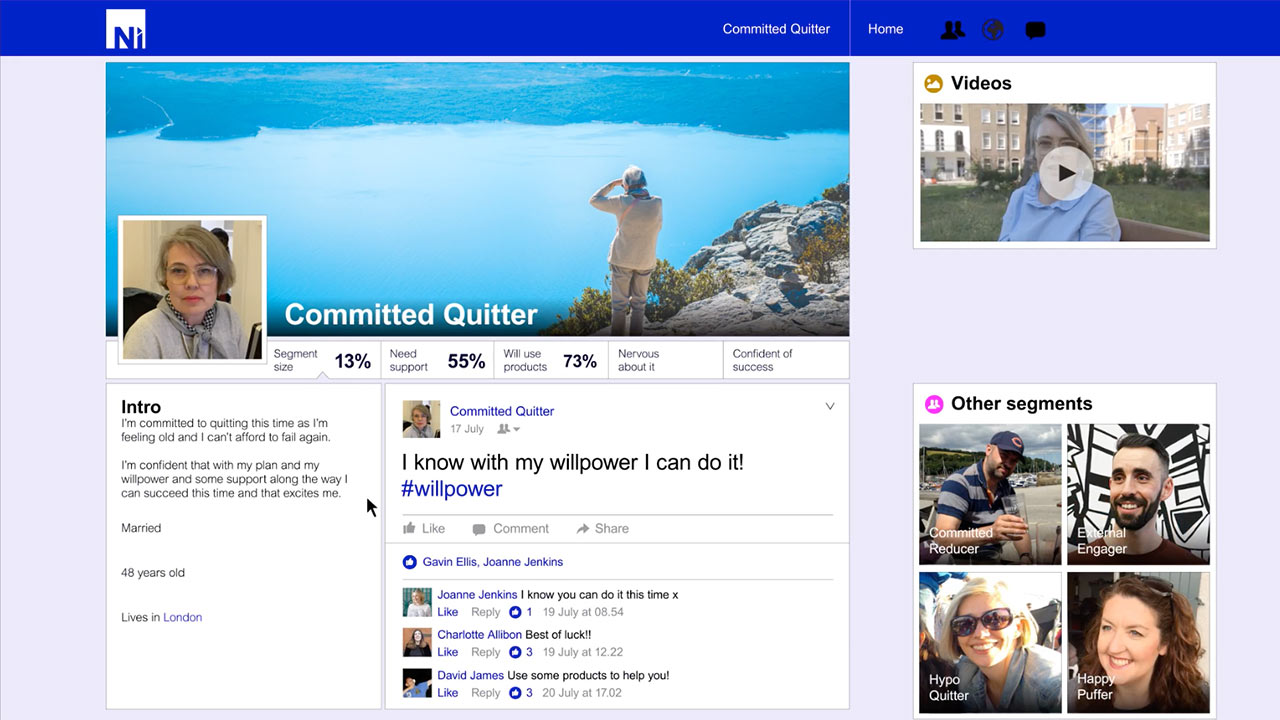 Ni
Committed Quitter
Home
Videos
Committed Quitter
Segment
size
13%
Need
support
55%
Will use
products
73%
Nervous
about it
Confident of
success
Intro
I'm committed to quitting this time as I'm
feeling old and I can't afford to fail again.
I'm confident that with my plan and my
willpower and some support along the way I
can succeed this time and that excites me.
Married
48 years old
Lives in London
Committed Quitter
17 July
I know with my willpower I can do it!
#willpower
Like Comment Share
Gavin Ellis, Joanne Jenkins
Joanne Jenkins I know you can do it this time x
Like Reply 1 19 July at 08.54
Charlotte Allibon Best of luck!!
Like Reply 3 19 July at 12.22
David James Use some products to help you!
Like Reply 3 20 July at 17.02
Other segments
Committed
Reducer
External
Engager
Hypo
Quitter
Happy
Puffer